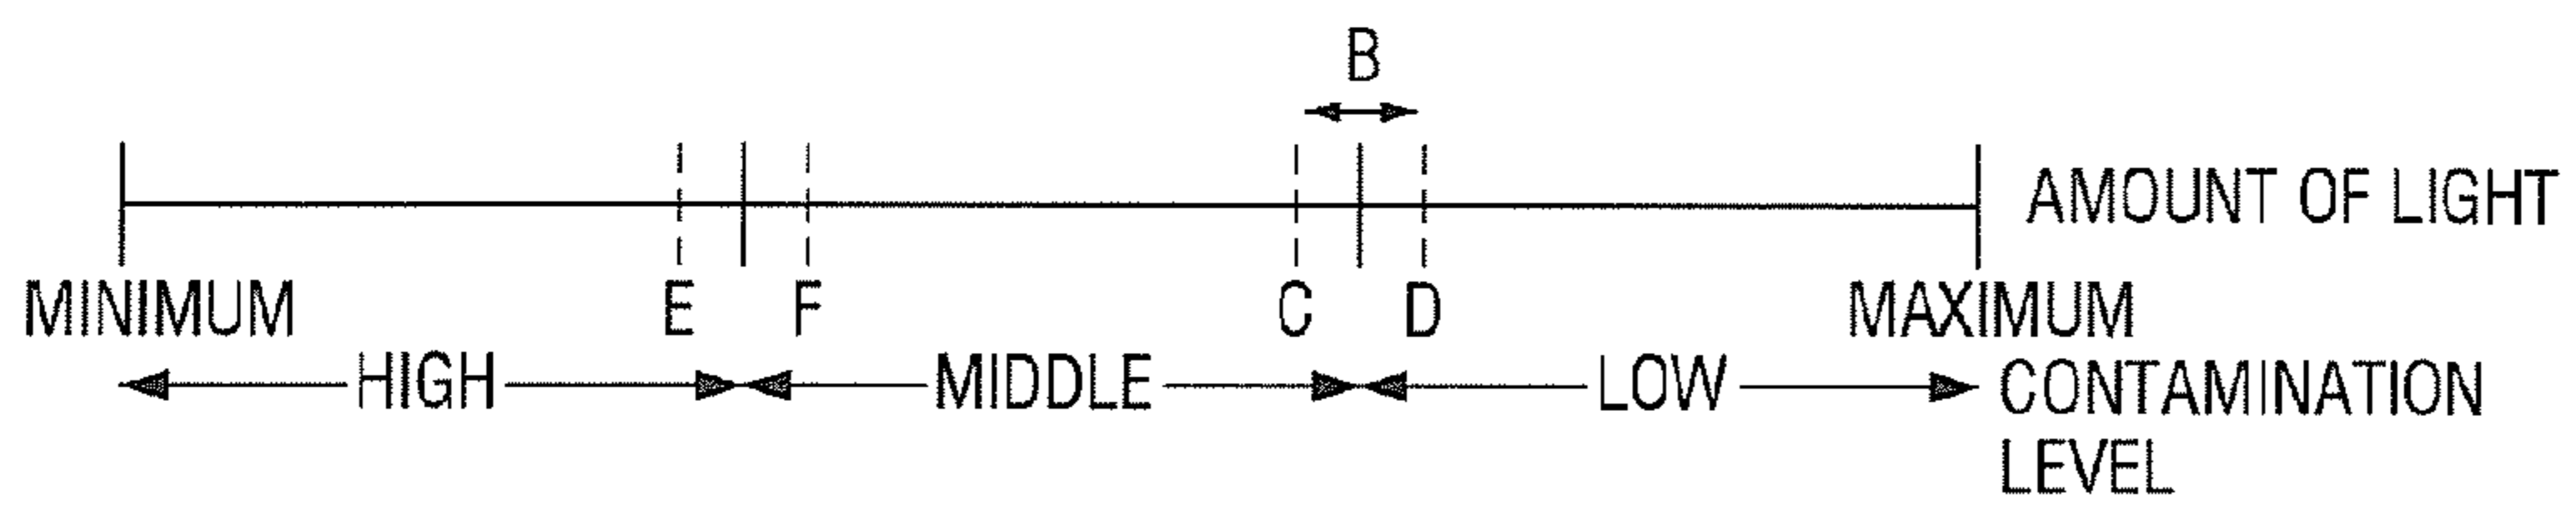 B
AMOUNT OF LIGHT
MINIMUM E F C D MAXIMUM
HIGH MIDDLE LOW CONTAMINATION
LEVEL